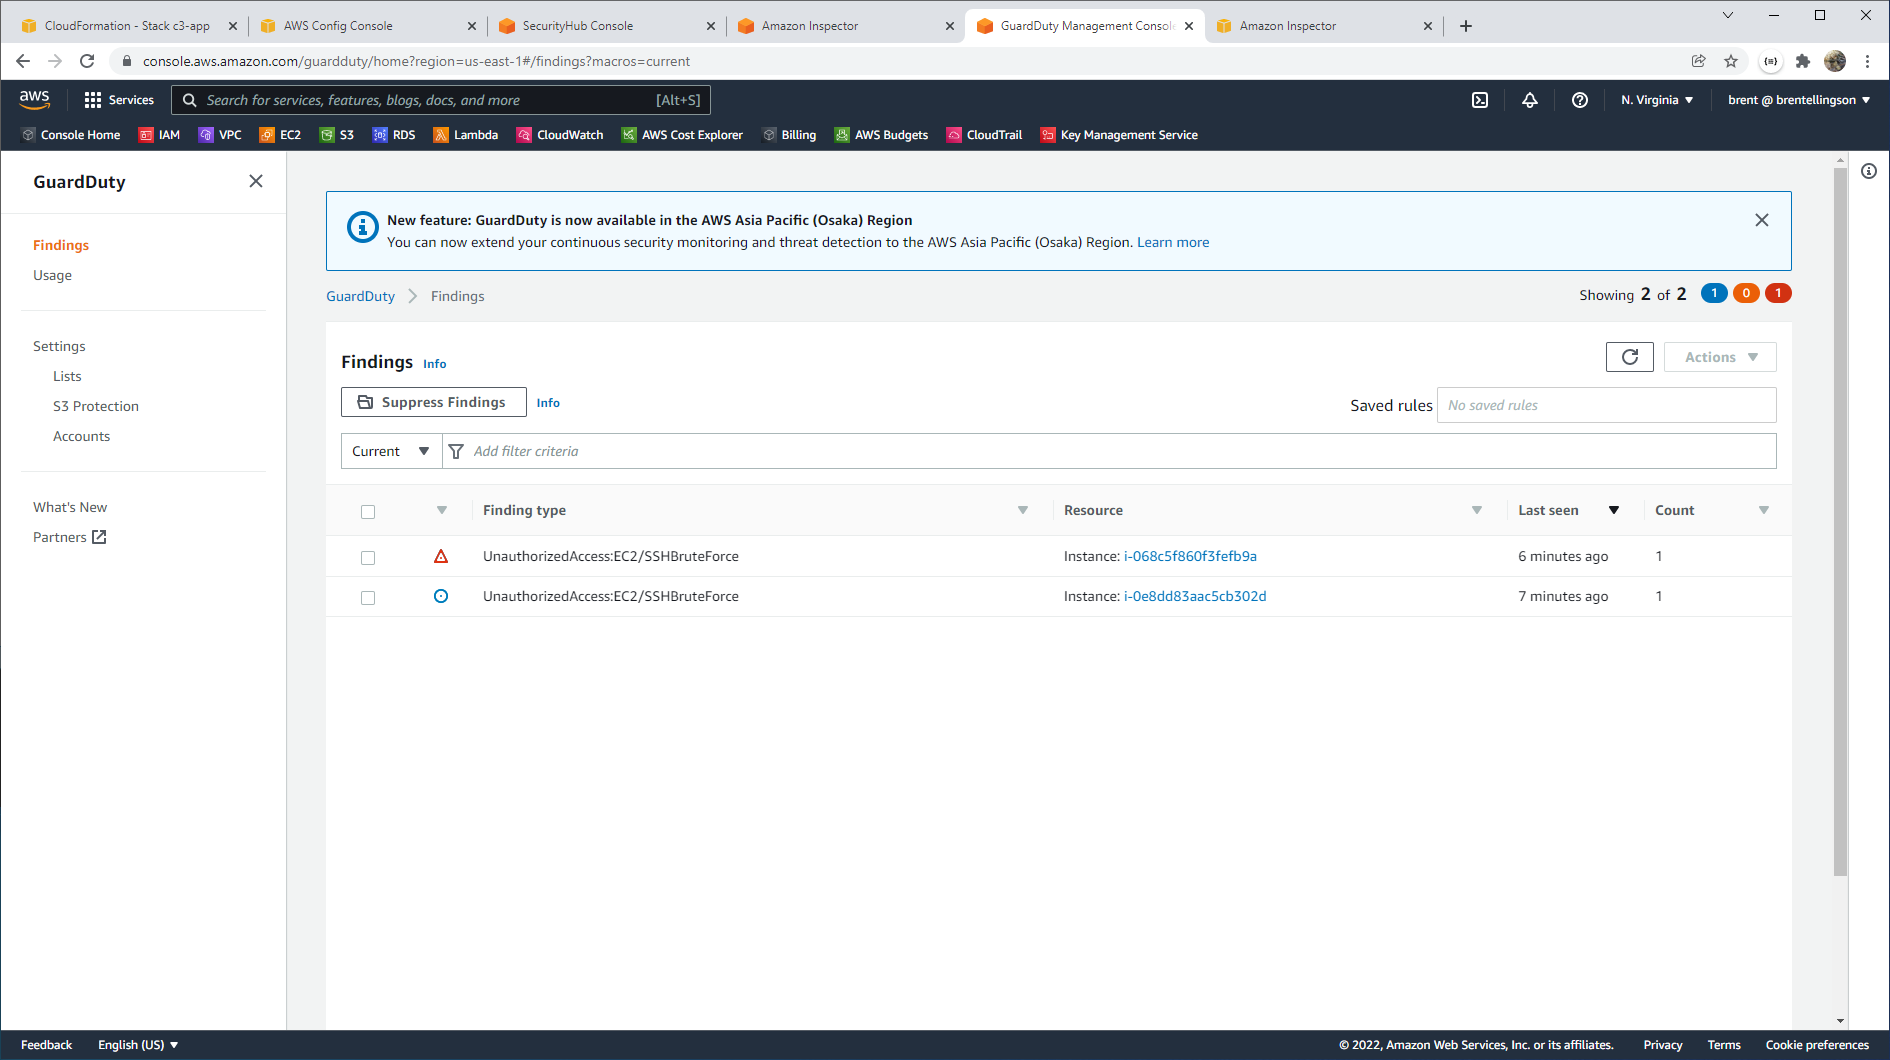 CloudFormation - Stack c3-app
AWS Config Console
SecurityHub Console
Amazon Inspector
GuardDuty Management Console
Amazon Inspector
console.aws.amazon.com/guardduty/home?region=us-east-1#/findings?macros=current
aws
Services
Search for services, features, blogs, docs, and more
[Alt+S]
N. Virginia
brent @ brentellingson
Console Home
IAM
VPC
EC2
S3
RDS
Lambda
CloudWatch
AWS Cost Explorer
Billing
AWS Budgets
CloudTrail
Key Management Service
GuardDuty
Findings
Usage
Settings
Lists
S3 Protection
Accounts
What's New
Partners
New feature: GuardDuty is now available in the AWS Asia Pacific (Osaka) Region
You can now extend your continuous security monitoring and threat detection to the AWS Asia Pacific (Osaka) Region. Learn more
GuardDuty > Findings
Showing 2 of 2 1 0 1
Findings Info
Actions
Suppress Findings Info
Saved rules No saved rules
Current Add filter criteria
Finding type Resource Last seen Count
UnauthorizedAccess:EC2/SSHBruteForce Instance: i-068c5f860f3fefb9a 6 minutes ago 1
UnauthorizedAccess:EC2/SSHBruteForce Instance: i-0e8dd83aac5cb302d 7 minutes ago 1
Feedback English (US) © 2022, Amazon Web Services, Inc. or its affiliates. Privacy Terms Cookie preferences